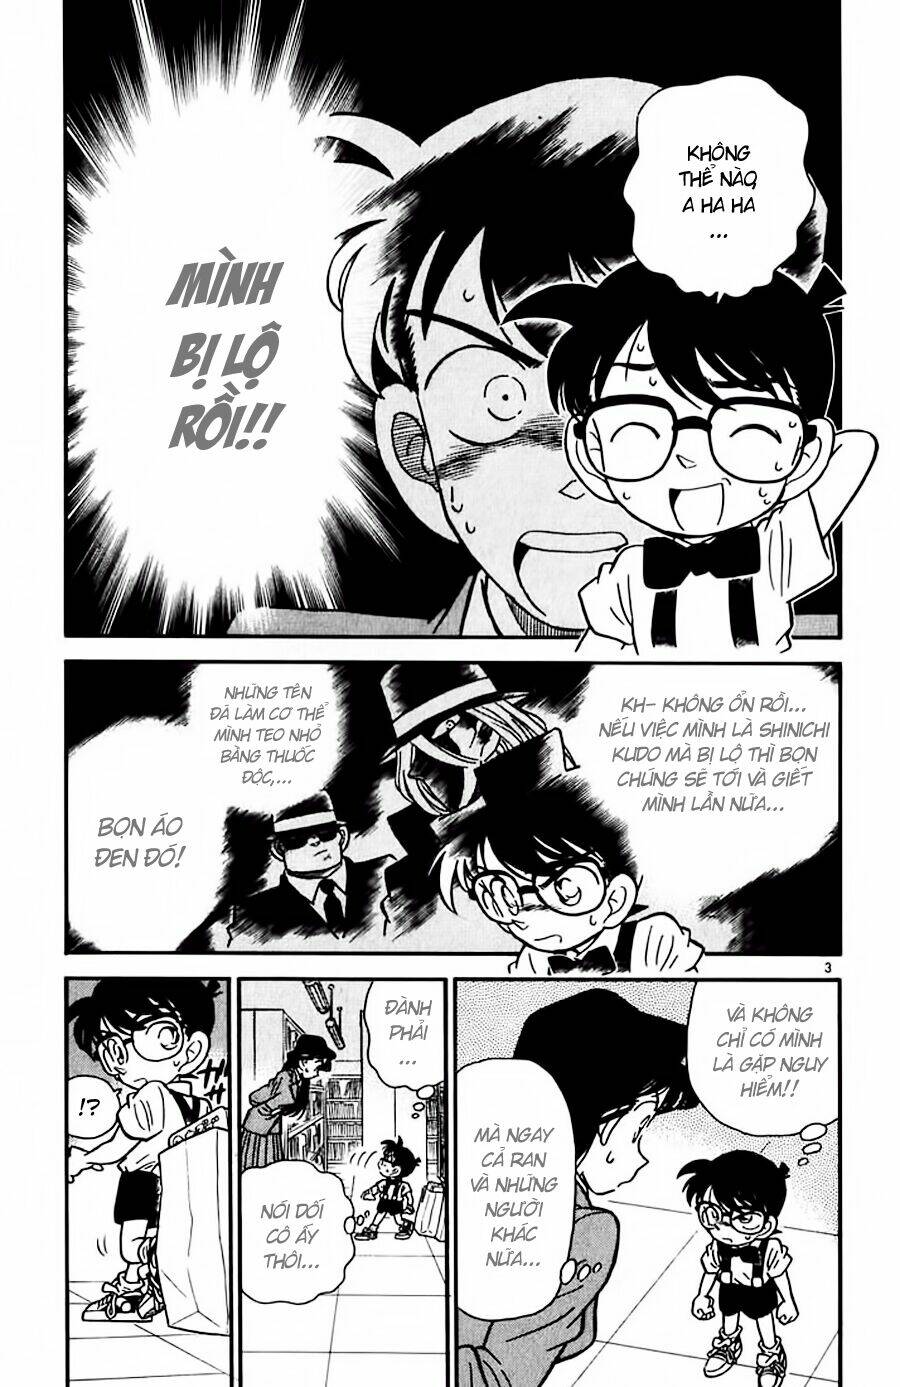 KHÔNG
THỂ NÀO,
A HA HA
...
MÌNH
BỊ LỘ
RỒI!!
KH- KHÔNG ỔN RỒI...
NẾU VIỆC MÌNH LÀ SHINICHI
KUDO MÀ BỊ LỘ THÌ BỌN
CHÚNG SẼ TỚI VÀ GIẾT
MÌNH LẦN NỮA...
NHỮNG TÊN
ĐÃ LÀM CƠ THỂ
MÌNH TEO NHỎ
BẰNG THUỐC
ĐỘC,...
BỌN ÁO
ĐEN ĐÓ!
3
VÀ KHÔNG
CHỈ CÓ MÌNH
LÀ GẶP NGUY
HIỂM!!
MÀ NGAY
CẢ RAN
VÀ NHỮNG
NGƯỜI
KHÁC
NỮA...
ĐÀNH
PHẢI
...
NÓI DỐI
CÔ ẤY
THÔI...
!?